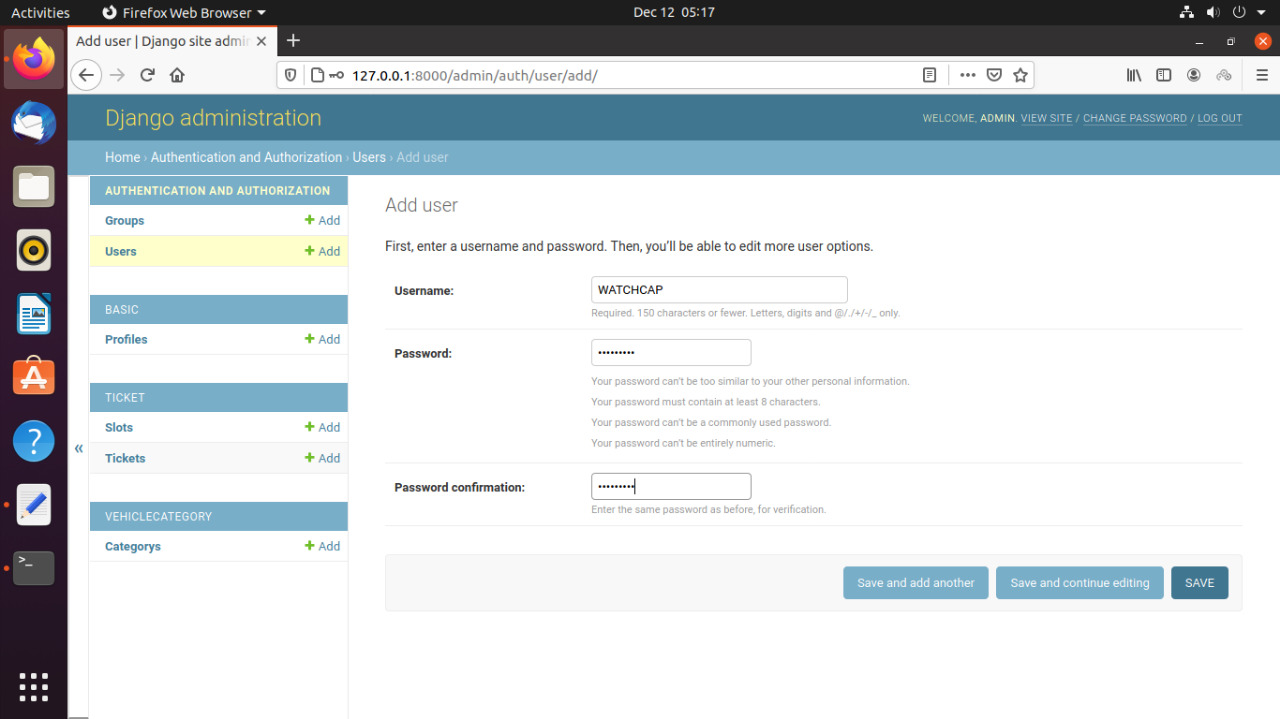 Activities Firefox Web Browser Dec 12 05:17
Add user | Django site admin
127.0.0.1:8000/admin/auth/user/add/
Django administration
WELCOME, ADMIN. VIEW SITE / CHANGE PASSWORD / LOG OUT
Home › Authentication and Authorization › Users › Add user
AUTHENTICATION AND AUTHORIZATION
Groups + Add
Users + Add
BASIC
Profiles + Add
TICKET
Slots + Add
Tickets + Add
VEHICLECATEGORY
Categorys + Add
«
Add user
First, enter a username and password. Then, you'll be able to edit more user options.
Username: WATCHCAP
Required. 150 characters or fewer. Letters, digits and @/./+/-/_ only.
Password: •••••••••
Your password can't be too similar to your other personal information.
Your password must contain at least 8 characters.
Your password can't be a commonly used password.
Your password can't be entirely numeric.
Password confirmation: •••••••••
Enter the same password as before, for verification.
Save and add another Save and continue editing SAVE